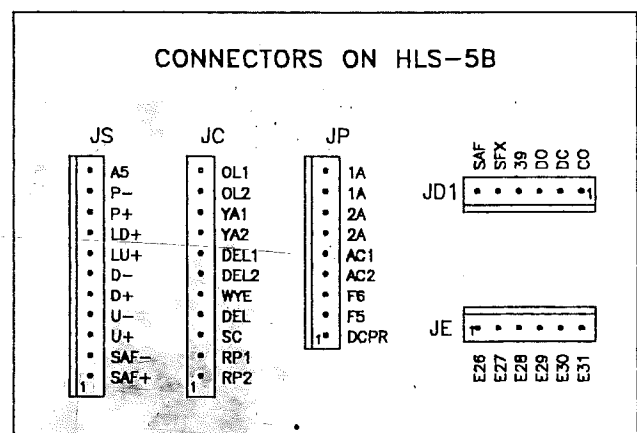 CONNECTORS ON HLS-5B
JS
A5
P-
P+
LD+
LU+
D-
D+
U-
U+
SAF-
SAF+
1
JC
OL1
OL2
YA1
YA2
DEL1
DEL2
WYE
DEL
SC
RP1
RP2
1
JP
1A
1A
2A
2A
AC1
AC2
F6
F5
DCPR
1
JD1
SAF
SFX
39
DO
DC
CO
1
JE
1
E26
E27
E28
E29
E30
E31